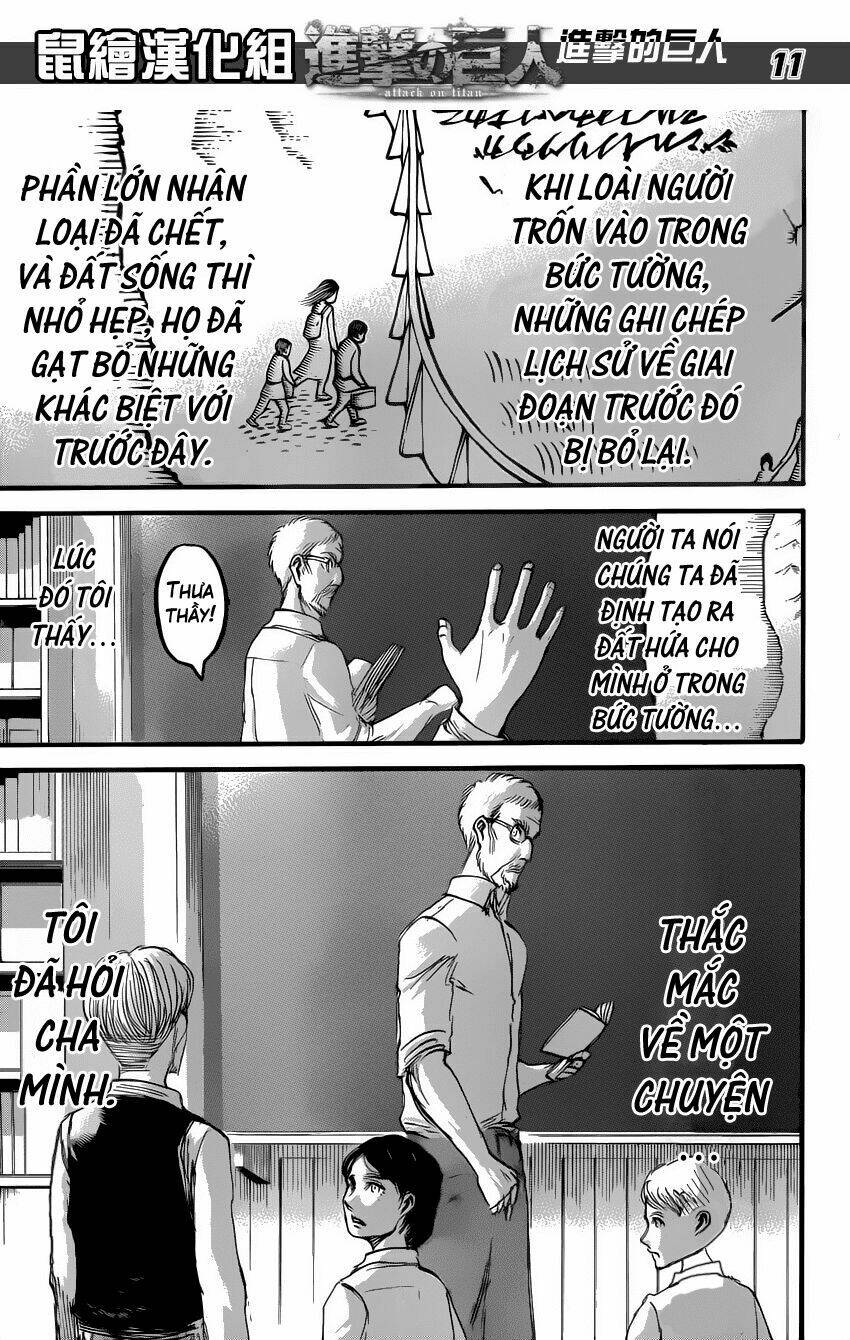 鼠繪漢化組
進撃の巨人
attack on titan
進擊的巨人
11
KHI LOÀI NGƯỜI
TRỐN VÀO TRONG
BỨC TƯỜNG,
NHỮNG GHI CHÉP
LỊCH SỬ VỀ GIAI
ĐOẠN TRƯỚC ĐÓ
BỊ BỎ LẠI.
PHẦN LỚN NHÂN
LOẠI ĐÃ CHẾT,
VÀ ĐẤT SỐNG THÌ
NHỎ HẸP, HỌ ĐÃ
GẠT BỎ NHỮNG
KHÁC BIỆT VỚI
TRƯỚC ĐÂY.
NGƯỜI TA NÓI
CHÚNG TA ĐÃ
ĐỊNH TẠO RA
ĐẤT HỨA CHO
MÌNH Ở TRONG
BỨC TƯỜNG...
THƯA
THẦY!
LÚC
ĐÓ TÔI
THẤY...
THẮC
MẮC
VỀ MỘT
CHUYỆN
...
TÔI
ĐÃ HỎI
CHA
MÌNH.